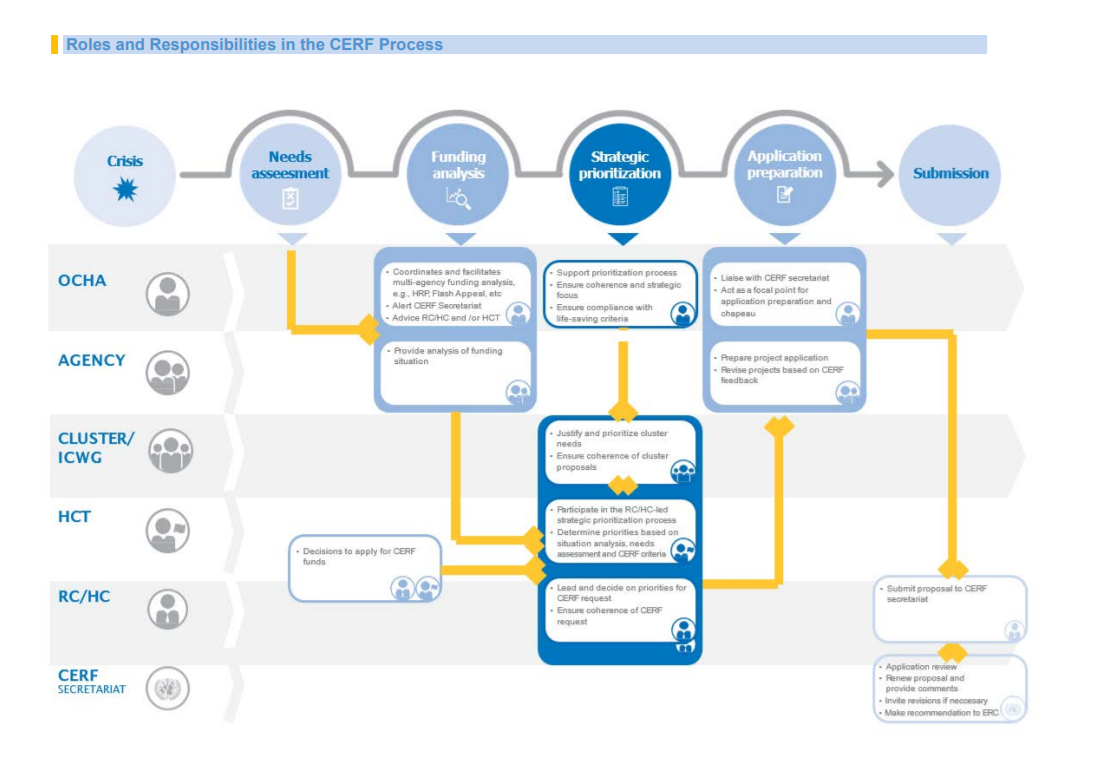 Roles and Responsibilities in the CERF Process
Crisis
Needs
asseesment
Funding
analysis
Strategic
prioritization
Application
preparation
Submission
OCHA
• Coordinates and facilitates
multi-agency funding analysis,
e.g., HRP, Flash Appeal, etc
• Alert CERF Secretariat
• Advice RC/HC and /or HCT
• Support prioritization process
• Ensure coherence and strategic
focus
• Ensure compliance with
life-saving criteria
• Liaise with CERF secretariat
• Act as a focal point for
application preparation and
chapeau
AGENCY
• Provide analysis of funding
situation
• Prepare project application
• Revise projects based on CERF
feedback
CLUSTER/
ICWG
• Justify and prioritize cluster
needs
• Ensure coherence of cluster
proposals
HCT
• Participate in the RC/HC-led
strategic prioritization process
• Determine priorities based on
situation analysis, needs
assessment and CERF criteria
• Decisions to apply for CERF
funds
RC/HC
• Lead and decide on priorities for
CERF request
• Ensure coherence of CERF
request
• Submit proposal to CERF
secretariat
CERF
SECRETARIAT
• Application review
• Renew proposal and
provide comments
• Invite revisions if neccesary
• Make recommendation to ERC